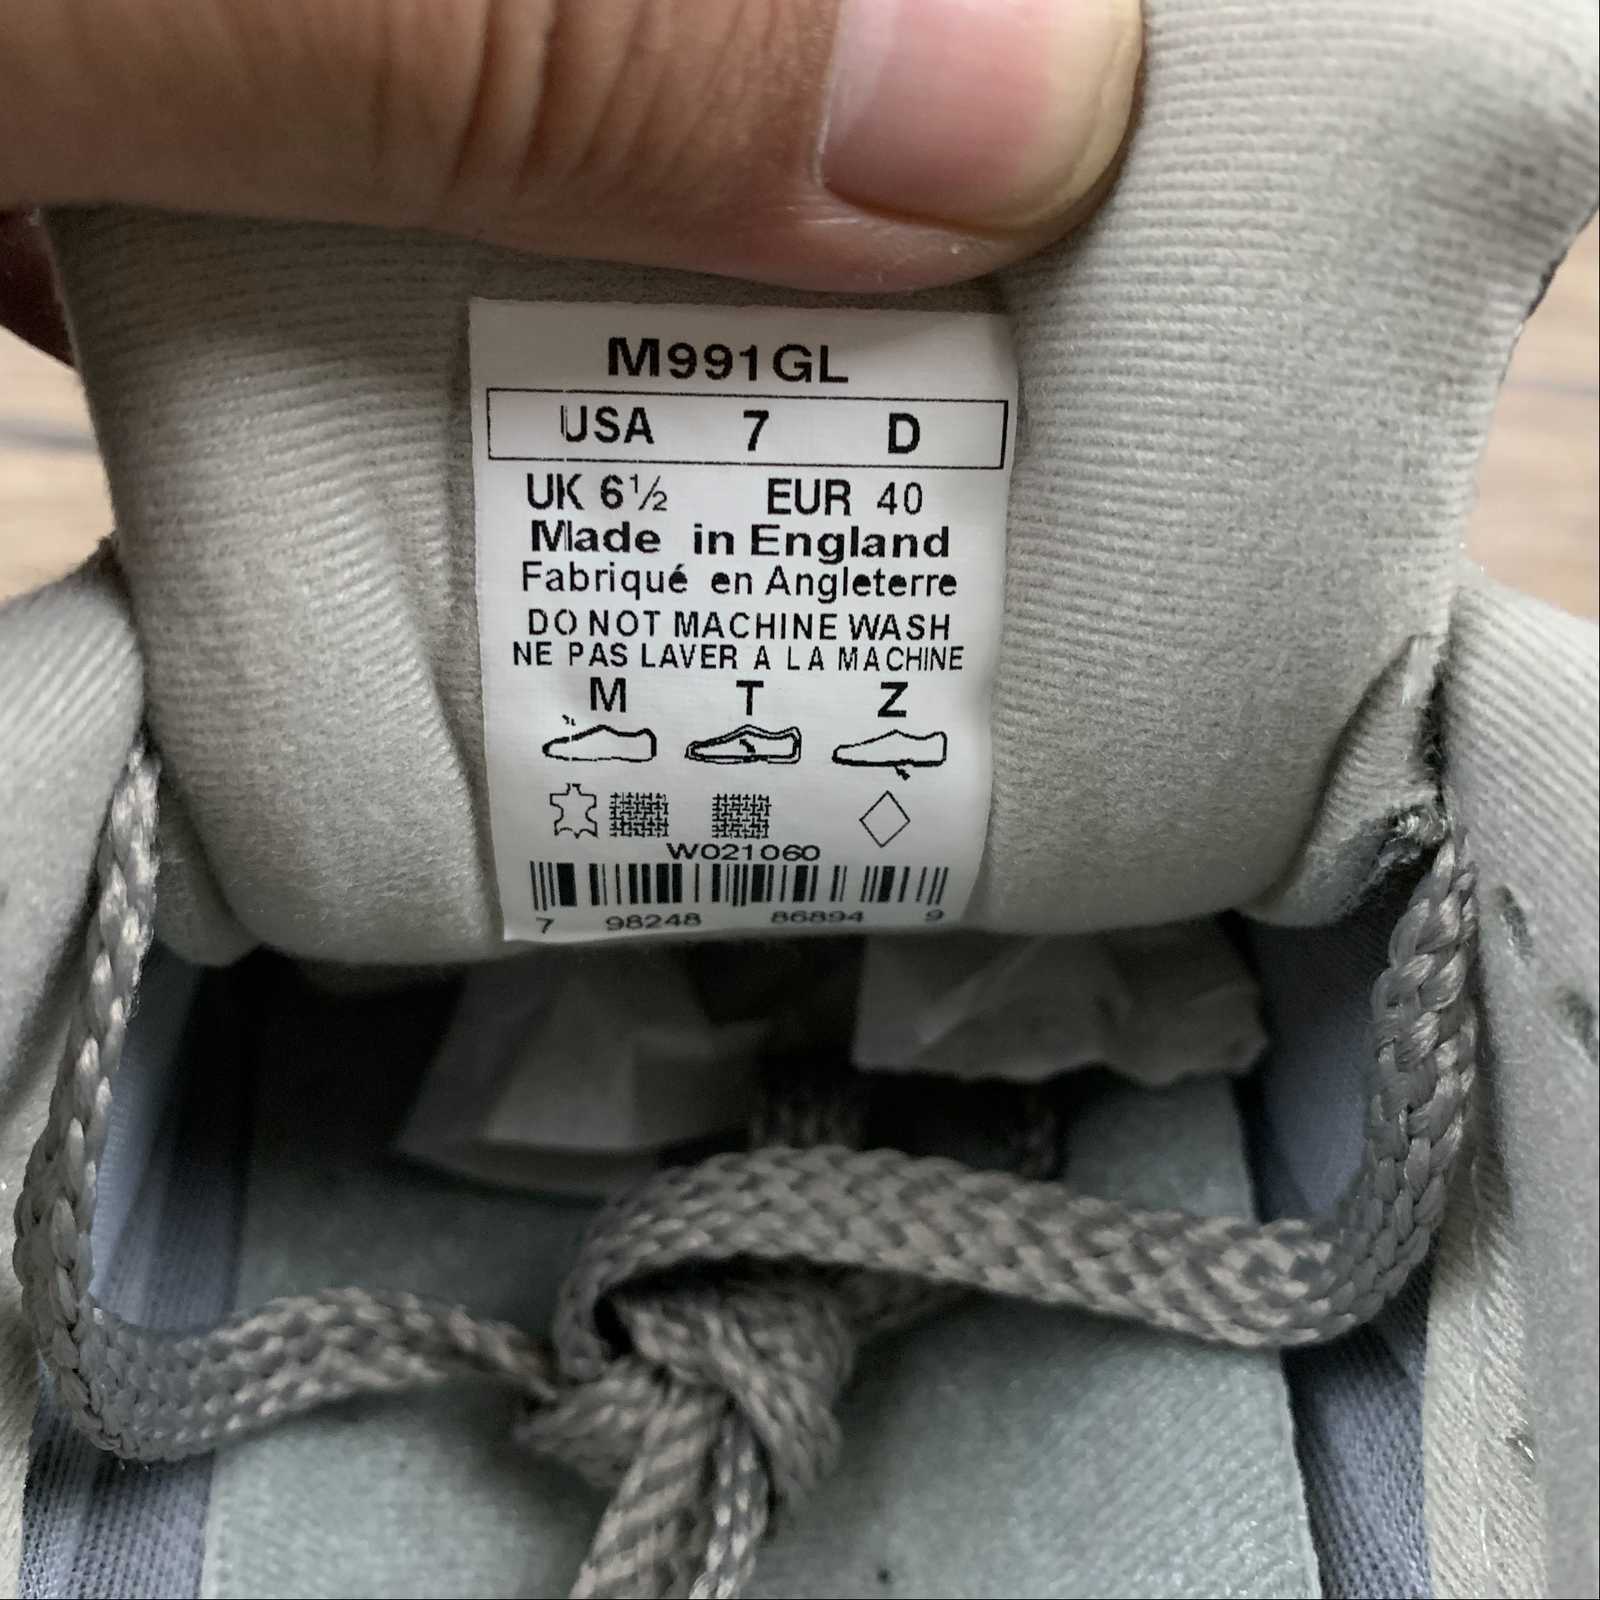 M991GL
USA 7 D
UK 6½ EUR 40
Made in England
Fabriqué en Angleterre
DO NOT MACHINE WASH
NE PAS LAVER A LA MACHINE
M T Z
W021060
7 98248 86894 9